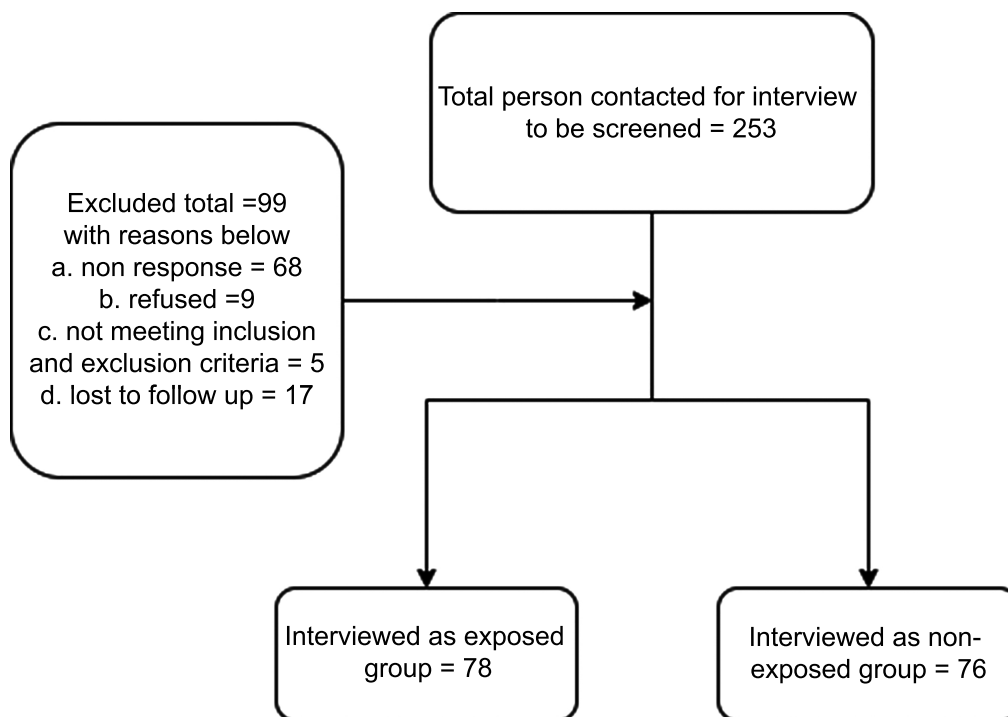 Total person contacted for interview
to be screened = 253
Excluded total =99
with reasons below
a. non response = 68
b. refused =9
c. not meeting inclusion
and exclusion criteria = 5
d. lost to follow up = 17
Interviewed as exposed
group = 78
Interviewed as non-
exposed group = 76